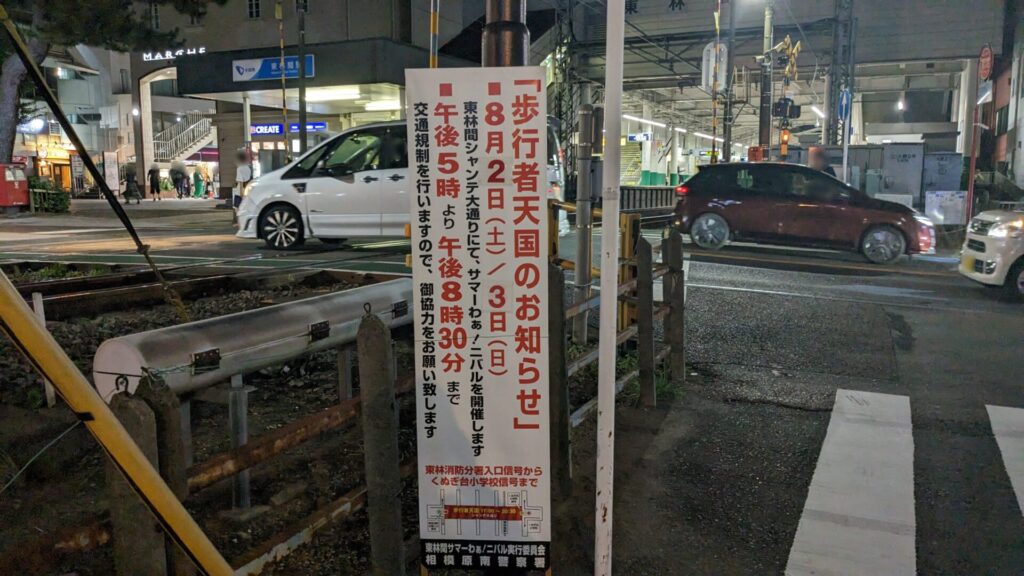 「歩行者天国のお知らせ」
■8月2日(土)/3日(日)
東林間シャンテ大通りにて、サマーわぁ!ニバルを開催します
■午後5時より午後8時30分まで
交通規制を行いますので、御協力をお願い致します
東林消防分署入口信号から
くぬぎ台小学校信号まで
東林間サマーわぁ!ニバル実行委員会
相模原南警察署
MARCHE
CREATE
東林